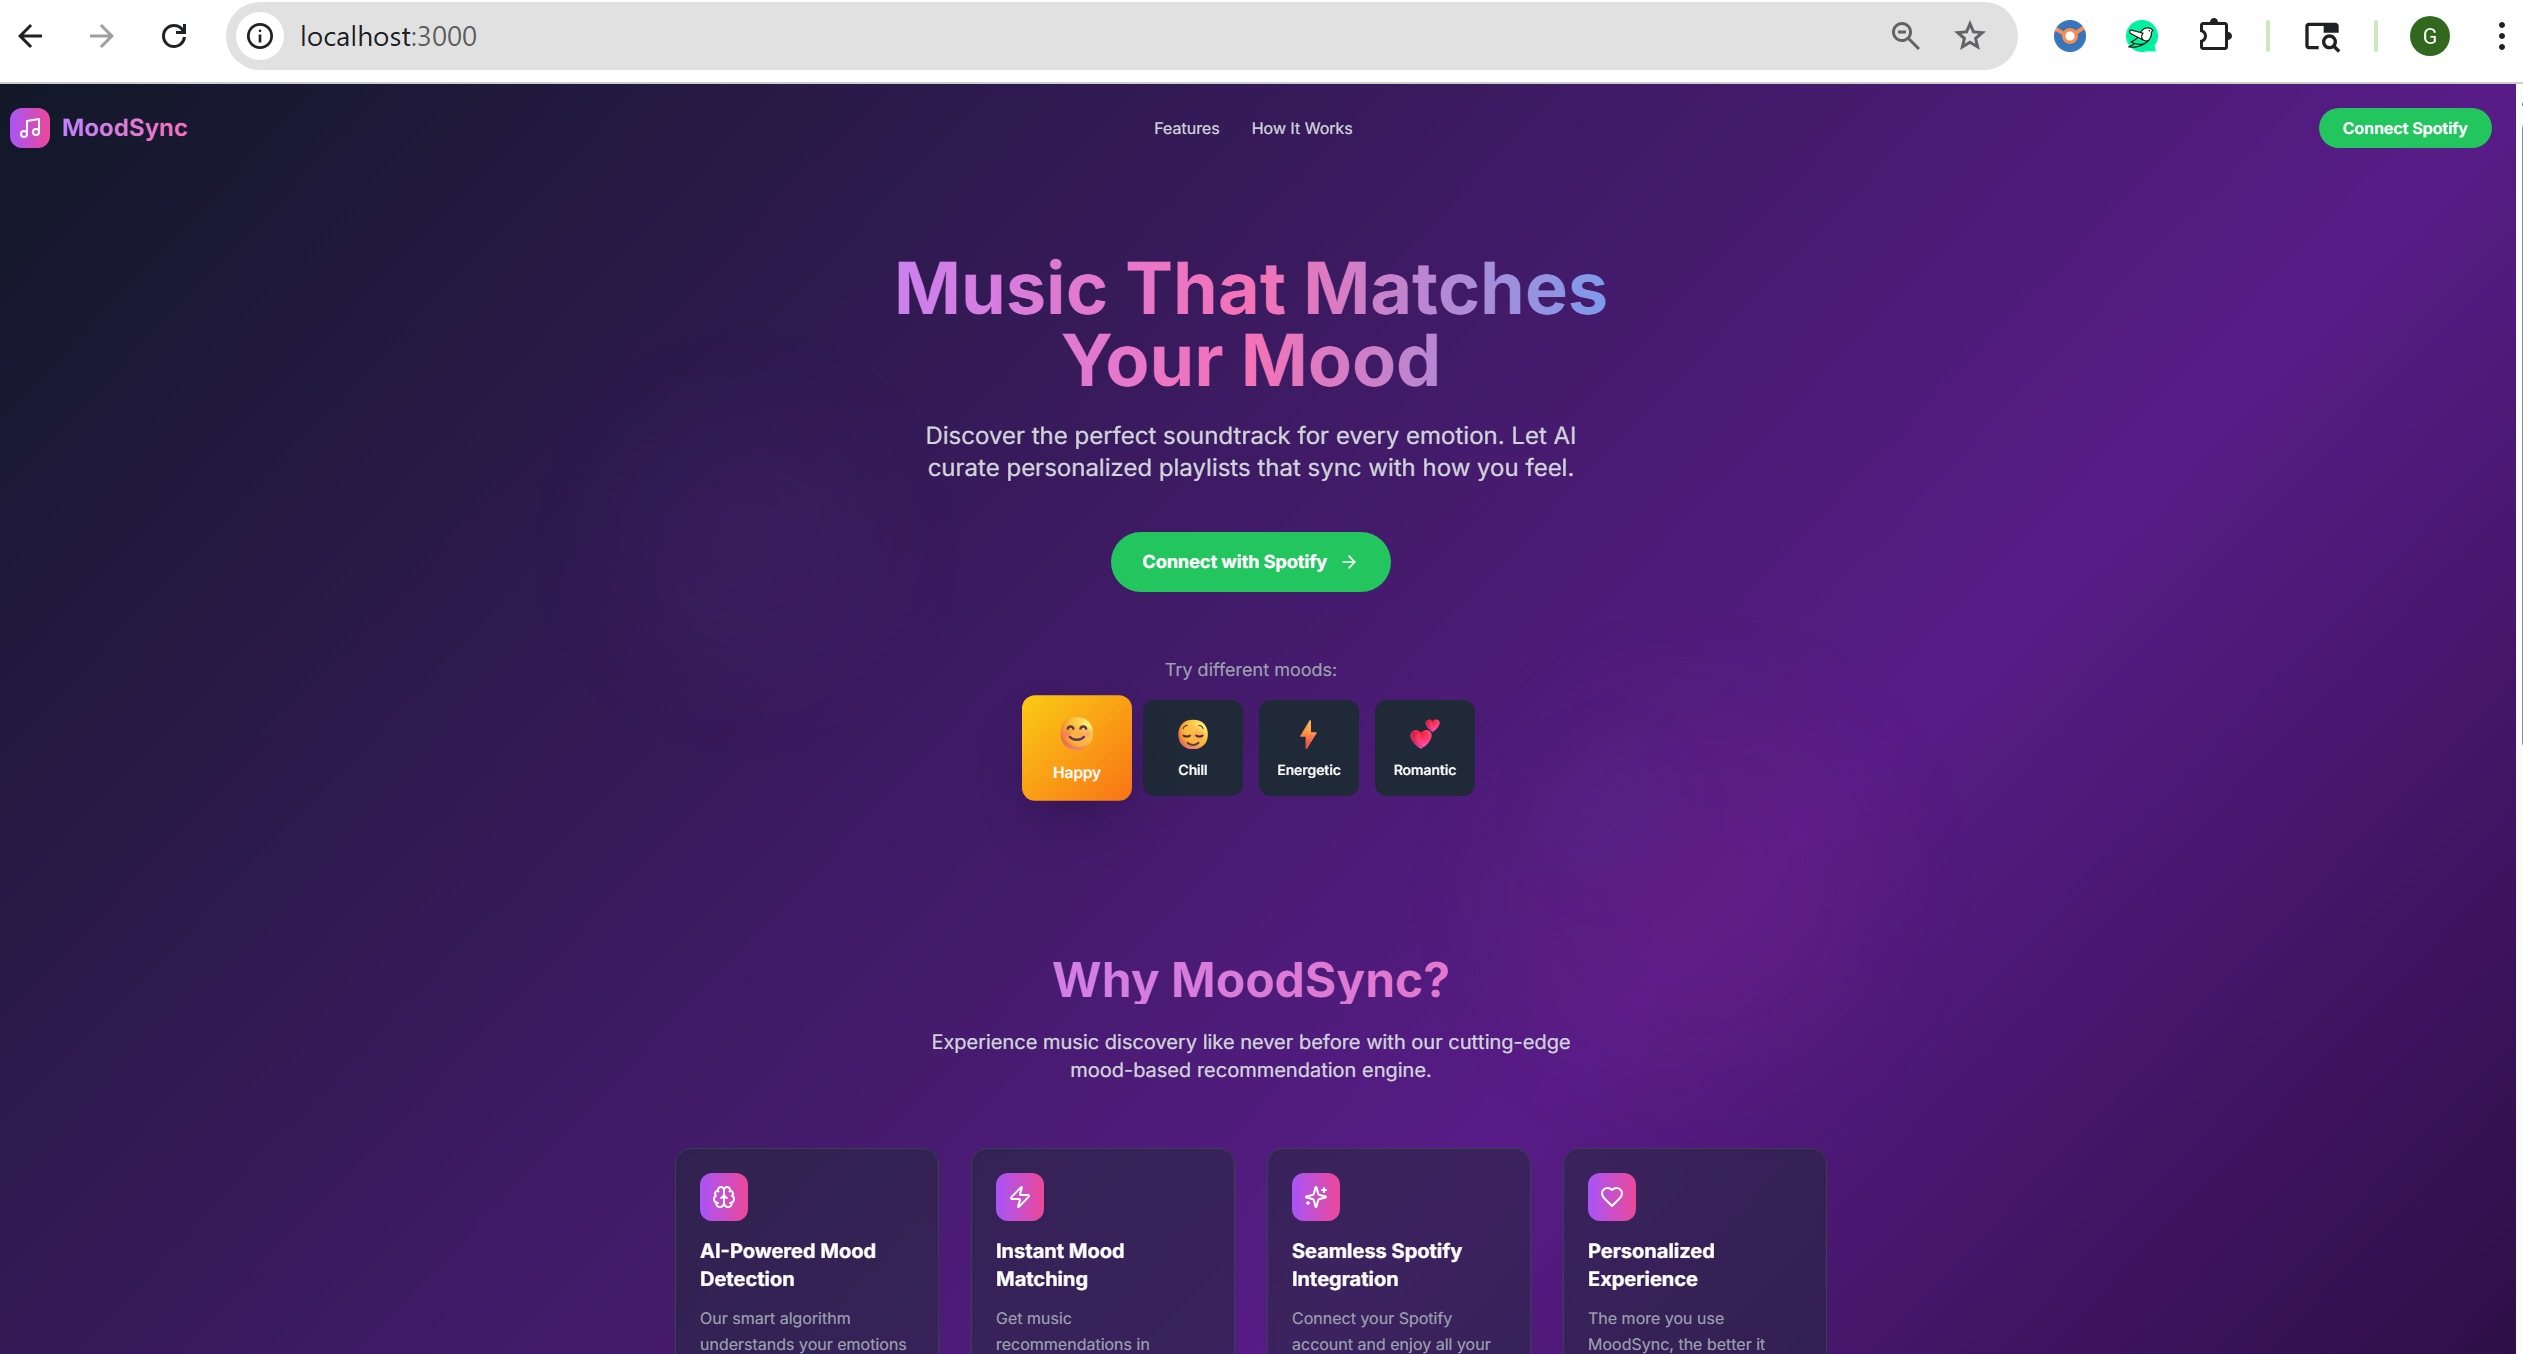 localhost:3000
G
MoodSync
Features
How It Works
Connect Spotify
Music That Matches
Your Mood
Discover the perfect soundtrack for every emotion. Let AI
curate personalized playlists that sync with how you feel.
Connect with Spotify
Try different moods:
Happy
Chill
Energetic
Romantic
Why MoodSync?
Experience music discovery like never before with our cutting-edge
mood-based recommendation engine.
AI-Powered Mood
Detection
Our smart algorithm
understands your emotions
Instant Mood
Matching
Get music
recommendations in
Seamless Spotify
Integration
Connect your Spotify
account and enjoy all your
Personalized
Experience
The more you use
MoodSync, the better it